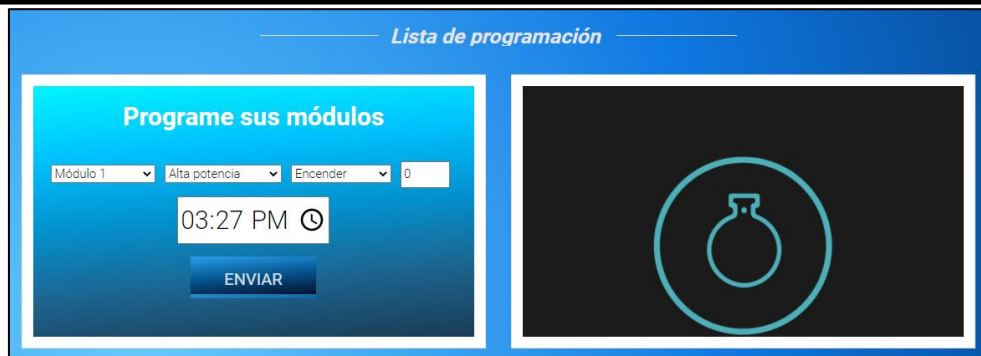 Lista de programación
Programe sus módulos
Módulo 1 Alta potencia Encender 0
03:27 PM
ENVIAR